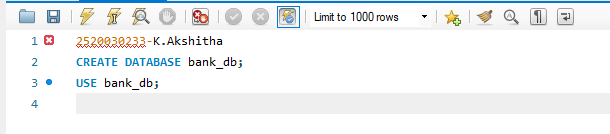 Limit to 1000 rows
1 2520030233-K.Akshitha
2 CREATE DATABASE bank_db;
3 USE bank_db;
4